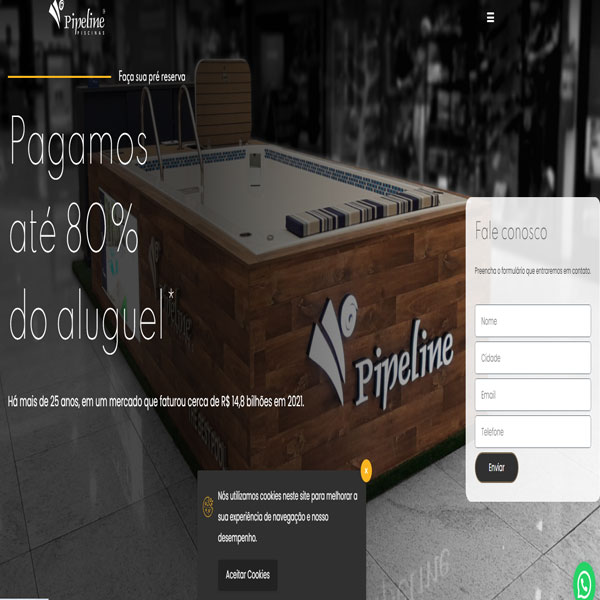 Pipeline
PISCINAS
Faça sua pré reserva
Pagamos
até 80%
do aluguel*
Há mais de 25 anos, em um mercado que faturou cerca de R$ 14,8 bilhões em 2021.
Pipeline
Pipeline
Fale conosco
Preencha o formulário que entraremos em contato.
Nome
Cidade
Email
Telefone
Enviar
x
Nós utilizamos cookies neste site para melhorar a
sua experiência de navegação e nosso
desempenho.
Aceitar Cookies